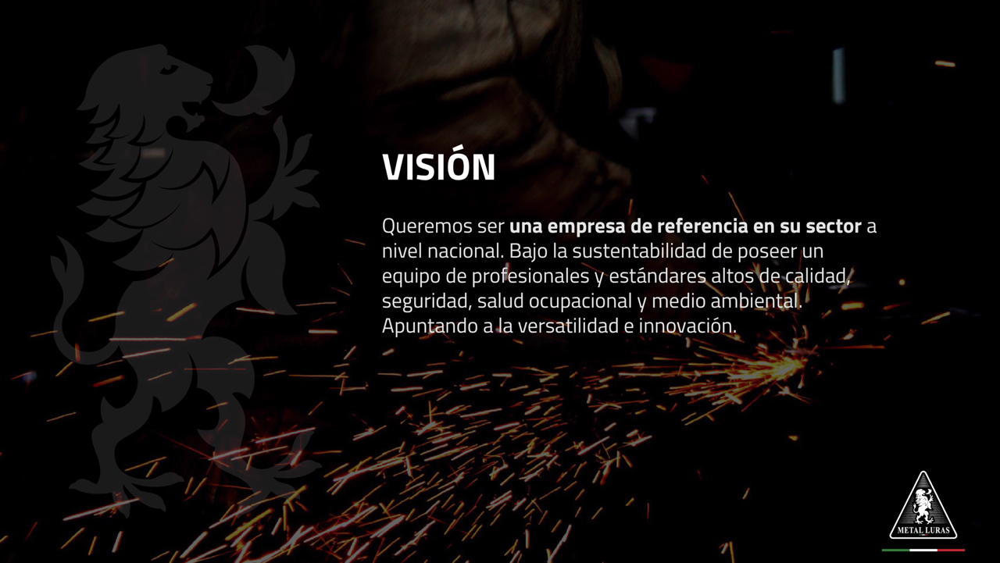 VISIÓN
Queremos ser una empresa de referencia en su sector a
nivel nacional. Bajo la sustentabilidad de poseer un
equipo de profesionales y estándares altos de calidad,
seguridad, salud ocupacional y medio ambiental.
Apuntando a la versatilidad e innovación.
METAL LURAS